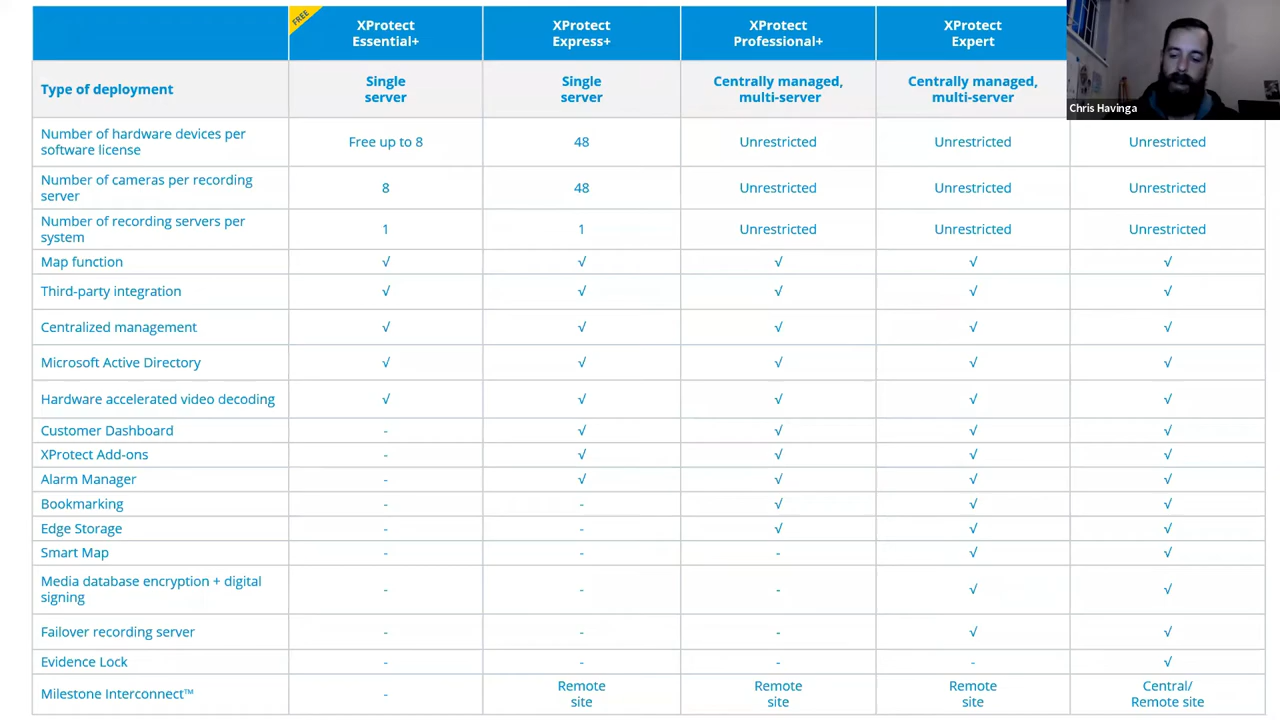 FREE
XProtect
Essential+
XProtect
Express+
XProtect
Professional+
XProtect
Expert
Chris Havinga
Type of deployment
Single
server
Single
server
Centrally managed,
multi-server
Centrally managed,
multi-server
Number of hardware devices per
software license
Free up to 8
48
Unrestricted
Unrestricted
Unrestricted
Number of cameras per recording
server
8
48
Unrestricted
Unrestricted
Unrestricted
Number of recording servers per
system
1
1
Unrestricted
Unrestricted
Unrestricted
Map function √ √ √ √ √
Third-party integration √ √ √ √ √
Centralized management √ √ √ √ √
Microsoft Active Directory √ √ √ √ √
Hardware accelerated video decoding √ √ √ √ √
Customer Dashboard - √ √ √ √
XProtect Add-ons - √ √ √ √
Alarm Manager - √ √ √ √
Bookmarking - - √ √ √
Edge Storage - - √ √ √
Smart Map - - - √ √
Media database encryption + digital
signing
- - - √ √
Failover recording server - - - √ √
Evidence Lock - - - - √
Milestone Interconnect™
-
Remote
site
Remote
site
Remote
site
Central/
Remote site